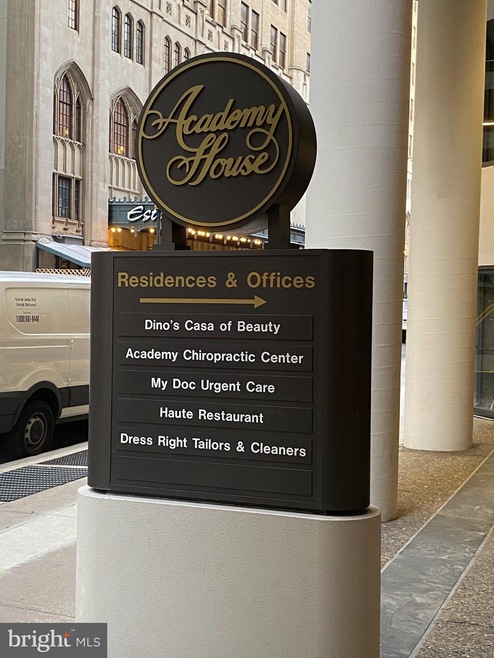 Academy
House
Est
Residences & Offices
Dino's Casa of Beauty
Academy Chiropractic Center
My Doc Urgent Care
Haute Restaurant
Dress Right Tailors & Cleaners
bright MLS